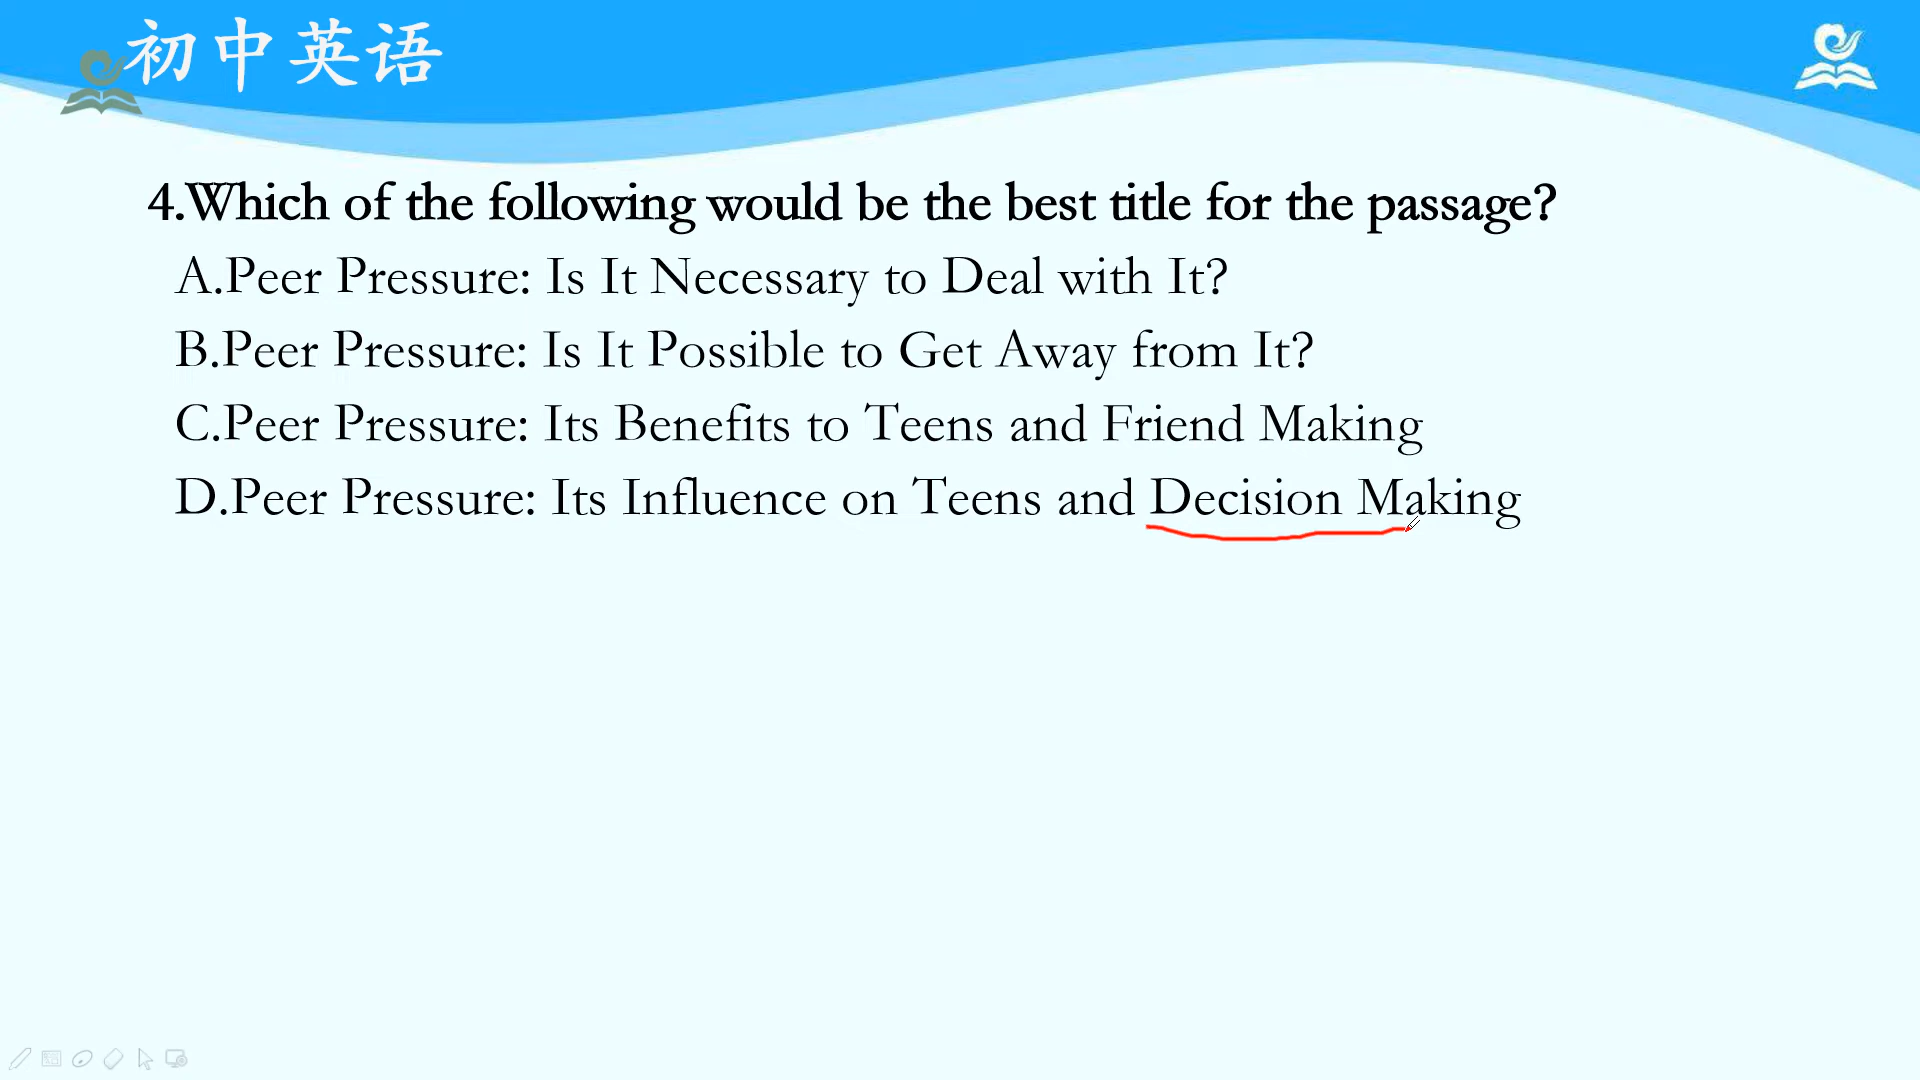 初中英语
4.Which of the following would be the best title for the passage?
A.Peer Pressure: Is It Necessary to Deal with It?
B.Peer Pressure: Is It Possible to Get Away from It?
C.Peer Pressure: Its Benefits to Teens and Friend Making
D.Peer Pressure: Its Influence on Teens and Decision Making